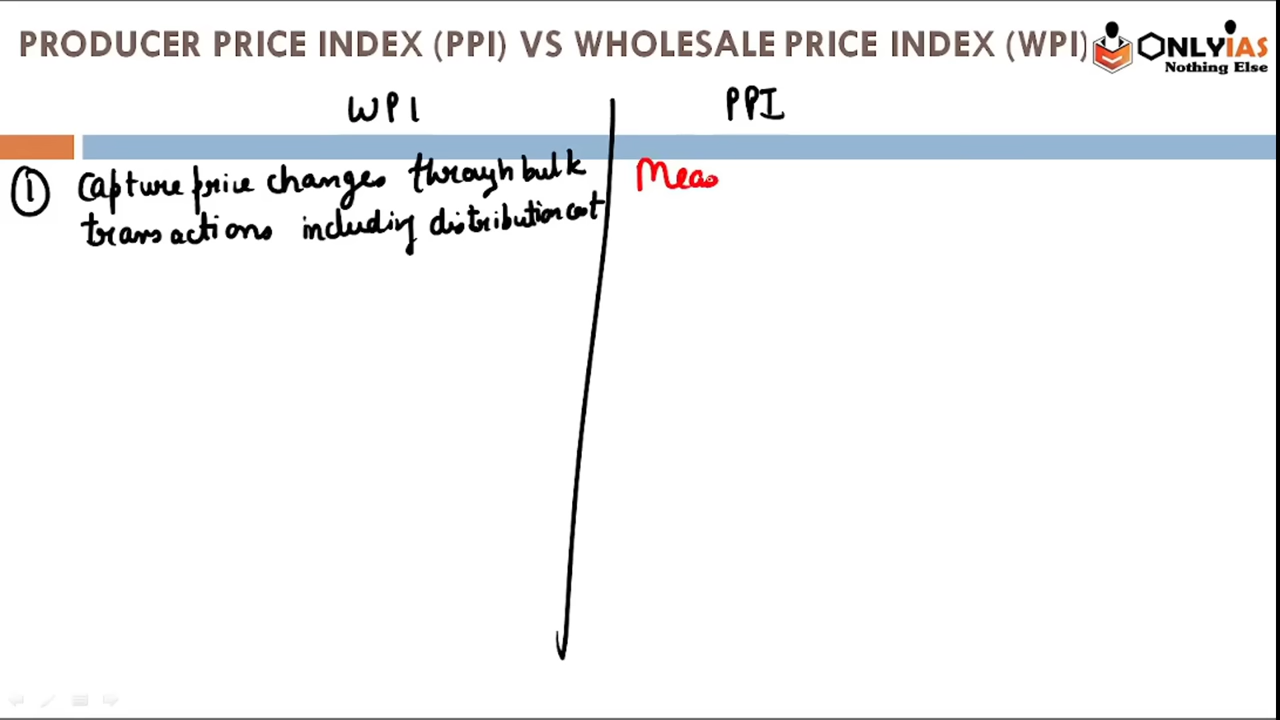 PRODUCER PRICE INDEX (PPI) VS WHOLESALE PRICE INDEX (WPI)
ONLYIAS
Nothing Else
WPI
PPI
① Capture price changes through bulk
transactions including distribution cost
Meas